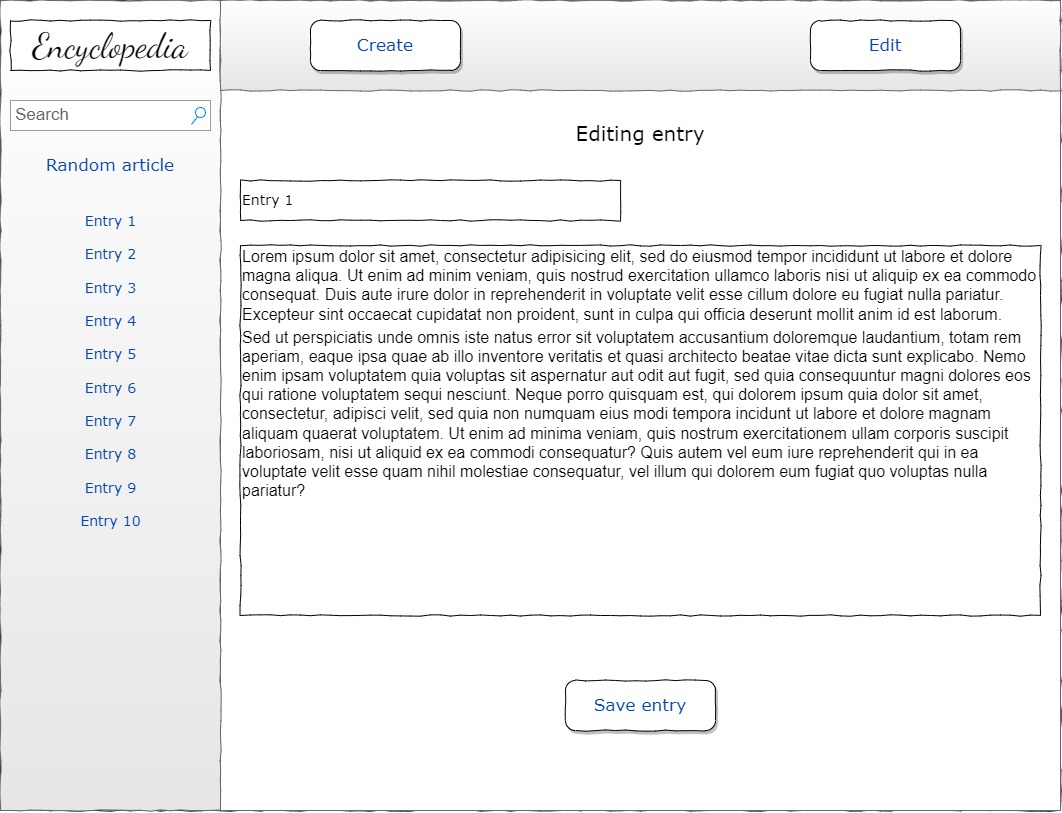 Encyclopedia
Create
Edit
Search
Random article
Entry 1
Entry 2
Entry 3
Entry 4
Entry 5
Entry 6
Entry 7
Entry 8
Entry 9
Entry 10
Editing entry
Entry 1
Lorem ipsum dolor sit amet, consectetur adipisicing elit, sed do eiusmod tempor incididunt ut labore et dolore
magna aliqua. Ut enim ad minim veniam, quis nostrud exercitation ullamco laboris nisi ut aliquip ex ea commodo
consequat. Duis aute irure dolor in reprehenderit in voluptate velit esse cillum dolore eu fugiat nulla pariatur.
Excepteur sint occaecat cupidatat non proident, sunt in culpa qui officia deserunt mollit anim id est laborum.
Sed ut perspiciatis unde omnis iste natus error sit voluptatem accusantium doloremque laudantium, totam rem
aperiam, eaque ipsa quae ab illo inventore veritatis et quasi architecto beatae vitae dicta sunt explicabo. Nemo
enim ipsam voluptatem quia voluptas sit aspernatur aut odit aut fugit, sed quia consequuntur magni dolores eos
qui ratione voluptatem sequi nesciunt. Neque porro quisquam est, qui dolorem ipsum quia dolor sit amet,
consectetur, adipisci velit, sed quia non numquam eius modi tempora incidunt ut labore et dolore magnam
aliquam quaerat voluptatem. Ut enim ad minima veniam, quis nostrum exercitationem ullam corporis suscipit
laboriosam, nisi ut aliquid ex ea commodi consequatur? Quis autem vel eum iure reprehenderit qui in ea
voluptate velit esse quam nihil molestiae consequatur, vel illum qui dolorem eum fugiat quo voluptas nulla
pariatur?
Save entry